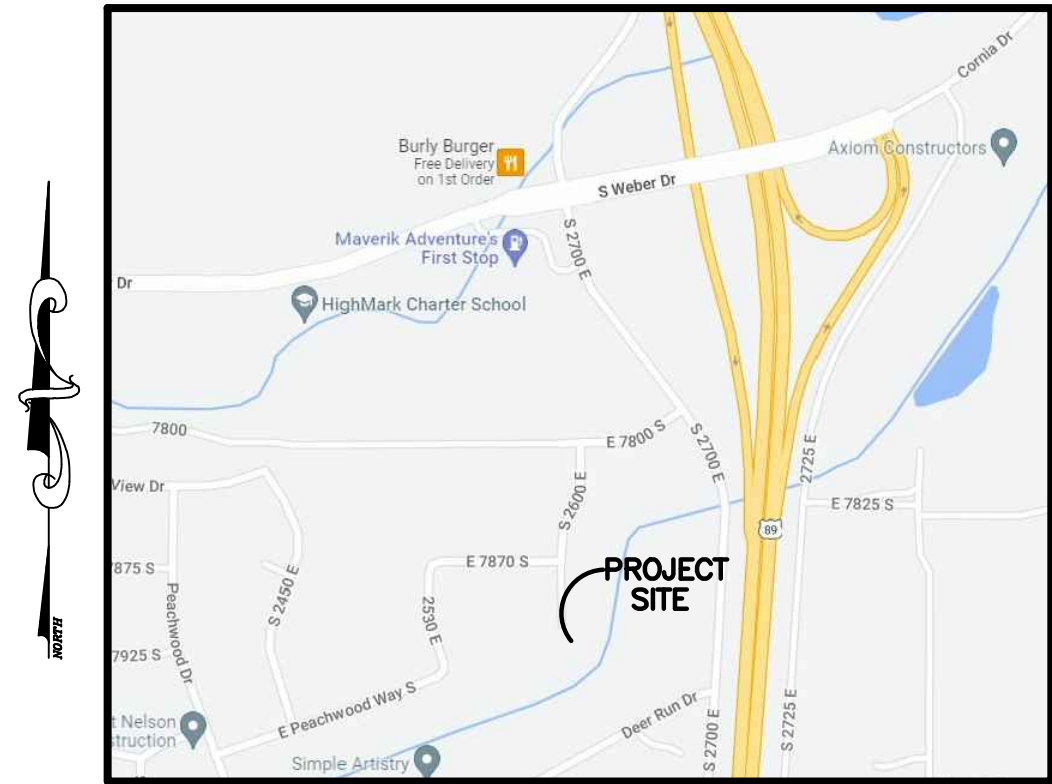 Cornia Dr
Burly Burger
Free Delivery
on 1st Order
Axiom Constructors
S Weber Dr
Maverik Adventure's
First Stop
S 2700 E
Dr
HighMark Charter School
7800
E 7800 S
S 2700 E
2725 E
View Dr
S 2600 E
E 7825 S
89
E 7870 S
7875 S
PROJECT
SITE
S 2450 E
Peachwood Dr
2530 E
NORTH
7925 S
E Peachwood Way S
Deer Run Dr
S 2700 E
S 2725 E
t Nelson
struction
Simple Artistry